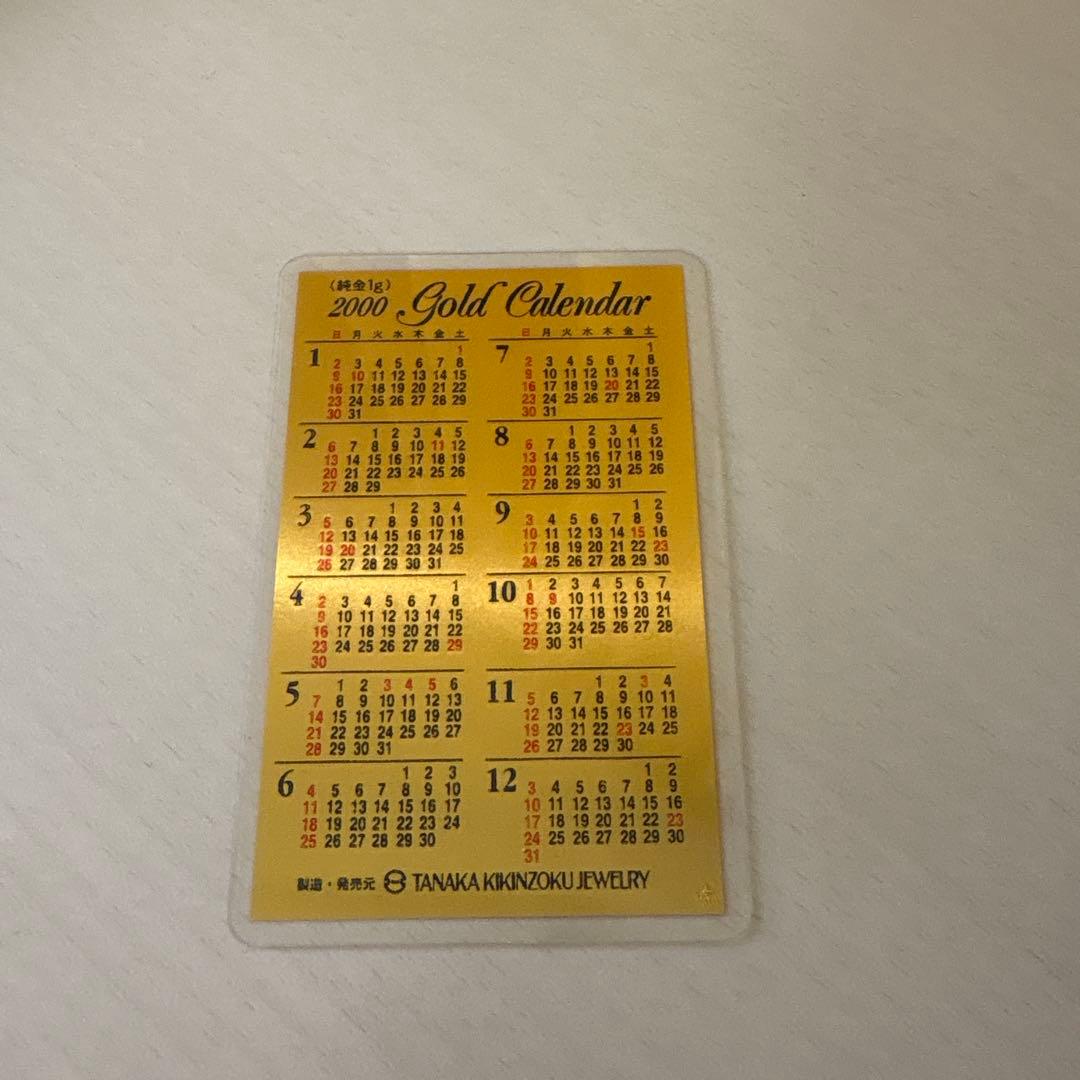 (純金1g)
2000 Gold Calendar
日 月 火 水 木 金 土
1
1
2 3 4 5 6 7 8
9 10 11 12 13 14 15
16 17 18 19 20 21 22
23 24 25 26 27 28 29
30 31
2
1 2 3 4 5
6 7 8 9 10 11 12
13 14 15 16 17 18 19
20 21 22 23 24 25 26
27 28 29
3
1 2 3 4
5 6 7 8 9 10 11
12 13 14 15 16 17 18
19 20 21 22 23 24 25
26 27 28 29 30 31
4
1
2 3 4 5 6 7 8
9 10 11 12 13 14 15
16 17 18 19 20 21 22
23 24 25 26 27 28 29
30
5
1 2 3 4 5 6
7 8 9 10 11 12 13
14 15 16 17 18 19 20
21 22 23 24 25 26 27
28 29 30 31
6
1 2 3
4 5 6 7 8 9 10
11 12 13 14 15 16 17
18 19 20 21 22 23 24
25 26 27 28 29 30
日 月 火 水 木 金 土
7
1
2 3 4 5 6 7 8
9 10 11 12 13 14 15
16 17 18 19 20 21 22
23 24 25 26 27 28 29
30 31
8
1 2 3 4 5
6 7 8 9 10 11 12
13 14 15 16 17 18 19
20 21 22 23 24 25 26
27 28 29 30 31
9
1 2
3 4 5 6 7 8 9
10 11 12 13 14 15 16
17 18 19 20 21 22 23
24 25 26 27 28 29 30
10
1 2 3 4 5 6 7
8 9 10 11 12 13 14
15 16 17 18 19 20 21
22 23 24 25 26 27 28
29 30 31
11
1 2 3 4
5 6 7 8 9 10 11
12 13 14 15 16 17 18
19 20 21 22 23 24 25
26 27 28 29 30
12
1 2
3 4 5 6 7 8 9
10 11 12 13 14 15 16
17 18 19 20 21 22 23
24 25 26 27 28 29 30
31
製造・発売元 TANAKA KIKINZOKU JEWELRY